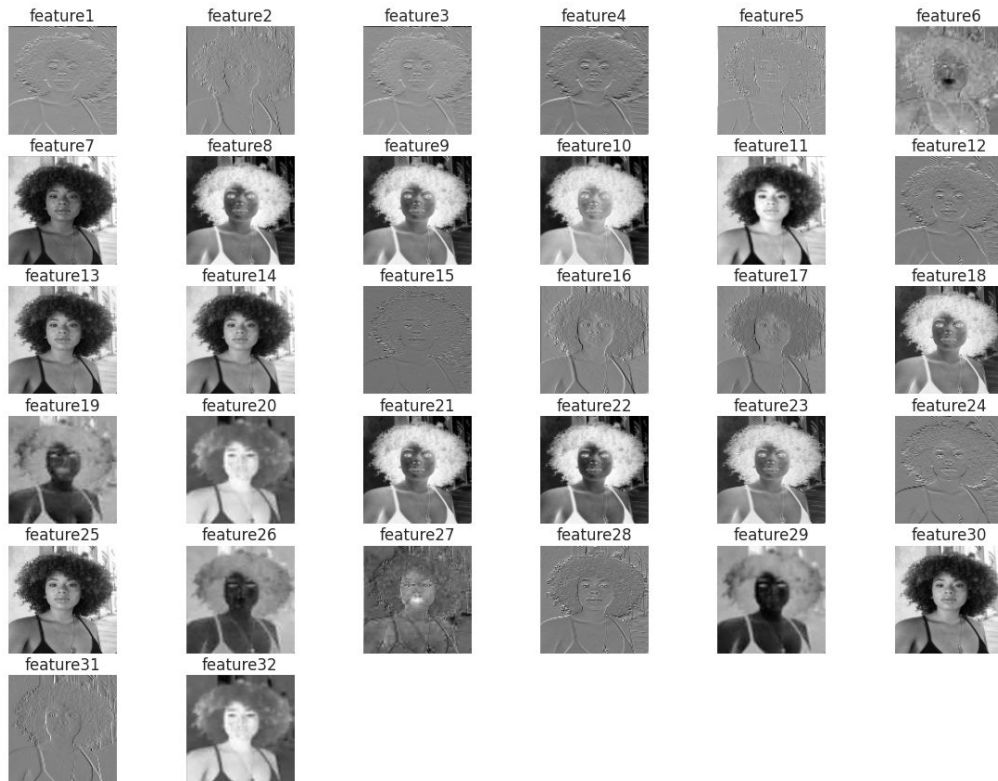 feature1 feature2 feature3 feature4 feature5 feature6
feature7 feature8 feature9 feature10 feature11 feature12
feature13 feature14 feature15 feature16 feature17 feature18
feature19 feature20 feature21 feature22 feature23 feature24
feature25 feature26 feature27 feature28 feature29 feature30
feature31 feature32